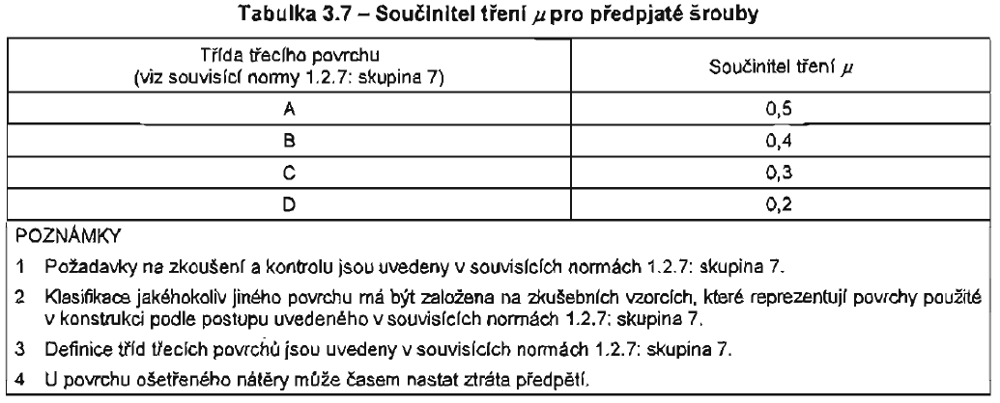 Tabulka 3.7 – Součinitel tření μ pro předpjaté šrouby
Třída třecího povrchu
(viz souvisící normy 1.2.7: skupina 7)
Součinitel tření μ
A
0,5
B
0,4
C
0,3
D
0,2
POZNÁMKY
1 Požadavky na zkoušení a kontrolu jsou uvedeny v souvisících normách 1.2.7: skupina 7.
2 Klasifikace jakéhokoliv jiného povrchu má být založena na zkušebních vzorcích, které reprezentují povrchy použité
v konstrukci podle postupu uvedeného v souvisících normách 1.2.7: skupina 7.
3 Definice tříd třecích povrchů jsou uvedeny v souvisících normách 1.2.7: skupina 7.
4 U povrchu ošetřeného nátěry může časem nastat ztráta předpětí.